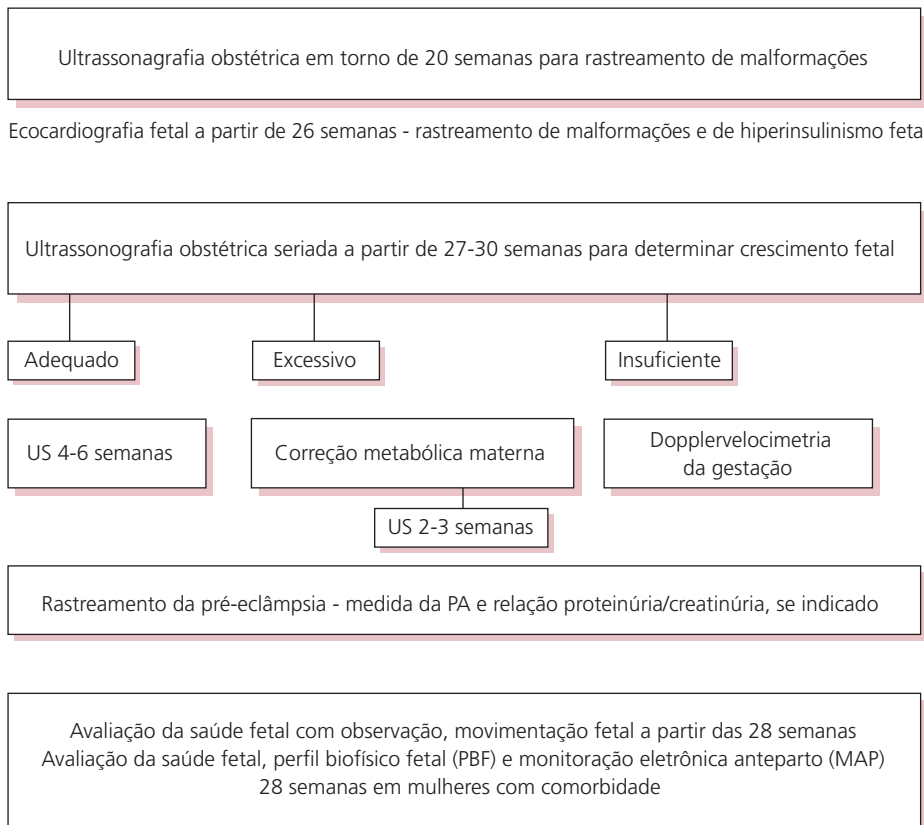 Ultrassonagrafia obstétrica em torno de 20 semanas para rastreamento de malformações
Ecocardiografia fetal a partir de 26 semanas - rastreamento de malformações e de hiperinsulinismo feta
Ultrassonografia obstétrica seriada a partir de 27-30 semanas para determinar crescimento fetal
Adequado
Excessivo
Insuficiente
US 4-6 semanas
Correção metabólica materna
Dopplervelocimetria
da gestação
US 2-3 semanas
Rastreamento da pré-eclâmpsia - medida da PA e relação proteinúria/creatinúria, se indicado
Avaliação da saúde fetal com observação, movimentação fetal a partir das 28 semanas
Avaliação da saúde fetal, perfil biofísico fetal (PBF) e monitoração eletrônica anteparto (MAP)
28 semanas em mulheres com comorbidade